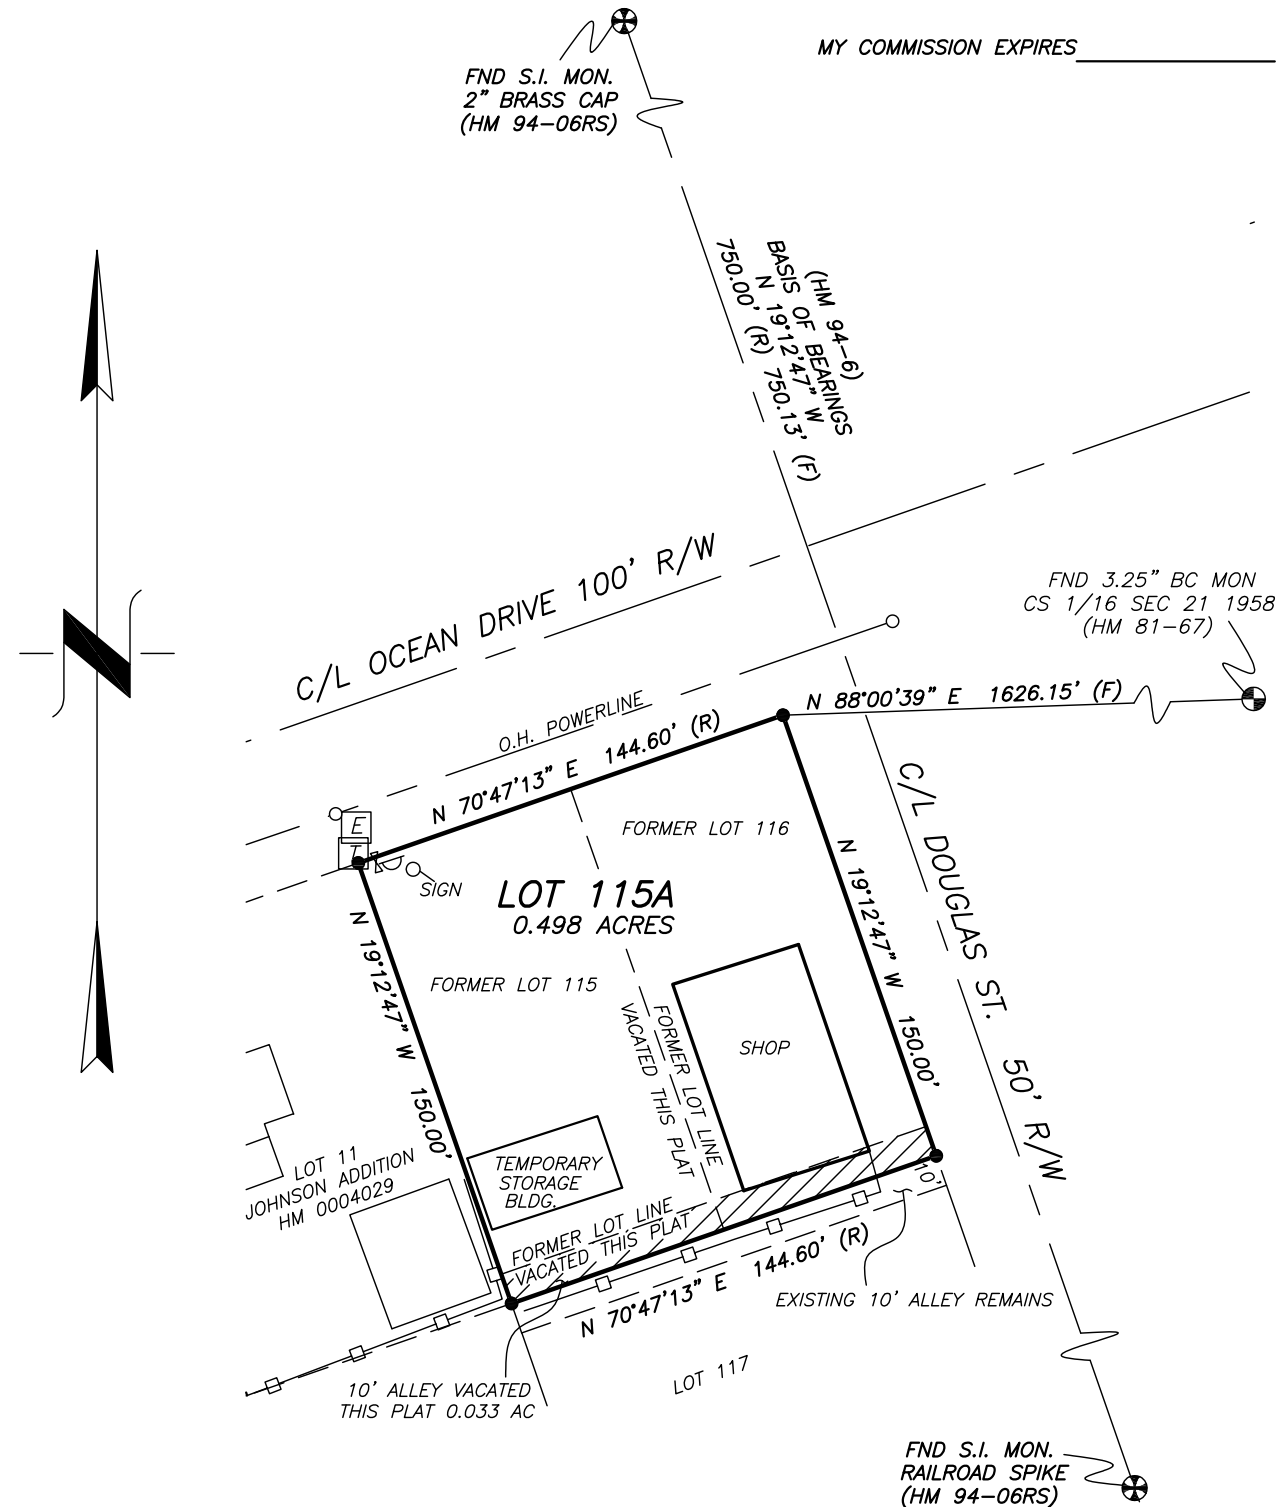 MY COMMISSION EXPIRES
FND S.I. MON.
2" BRASS CAP
(HM 94-06RS)
(HM 94-6)
BASIS OF BEARINGS
N 19°12'47" W
750.00' (R) 750.13' (F)
C/L OCEAN DRIVE 100' R/W
FND 3.25" BC MON
CS 1/16 SEC 21 1958
(HM 81-67)
N 88°00'39" E 1626.15' (F)
O.H. POWERLINE
N 70°47'13" E 144.60' (R)
E
T
SIGN
FORMER LOT 116
LOT 115A
0.498 ACRES
C/L DOUGLAS ST. 50' R/W
N 19°12'47" W 150.00'
N 19°12'47" W 150.00'
FORMER LOT 115
FORMER LOT LINE
VACATED THIS PLAT
SHOP
LOT 11
JOHNSON ADDITION
HM 0004029
TEMPORARY
STORAGE
BLDG.
FORMER LOT LINE
VACATED THIS PLAT
10'
N 70°47'13" E 144.60' (R)
EXISTING 10' ALLEY REMAINS
10' ALLEY VACATED
THIS PLAT 0.033 AC
LOT 117
FND S.I. MON.
RAILROAD SPIKE
(HM 94-06RS)
N